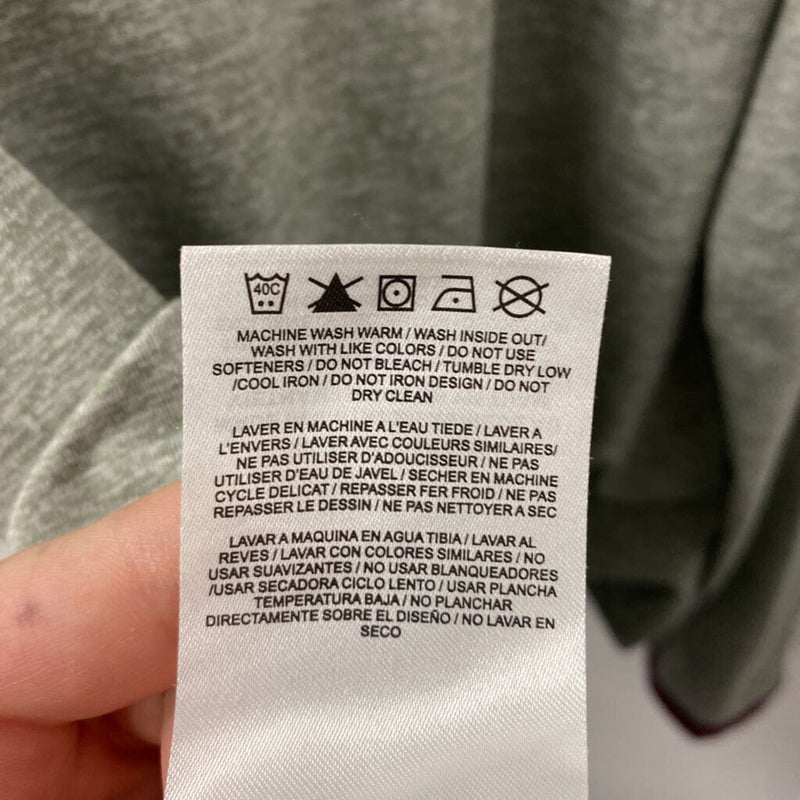 40C
MACHINE WASH WARM / WASH INSIDE OUT/
WASH WITH LIKE COLORS / DO NOT USE
SOFTENERS / DO NOT BLEACH / TUMBLE DRY LOW
/COOL IRON / DO NOT IRON DESIGN / DO NOT
DRY CLEAN
LAVER EN MACHINE A L'EAU TIEDE / LAVER A
L'ENVERS / LAVER AVEC COULEURS SIMILAIRES/
NE PAS UTILISER D'ADOUCISSEUR / NE PAS
UTILISER D'EAU DE JAVEL / SECHER EN MACHINE
CYCLE DELICAT / REPASSER FER FROID / NE PAS
REPASSER LE DESSIN / NE PAS NETTOYER A SEC
LAVAR A MAQUINA EN AGUA TIBIA / LAVAR AL
REVES / LAVAR CON COLORES SIMILARES / NO
USAR SUAVIZANTES / NO USAR BLANQUEADORES
/USAR SECADORA CICLO LENTO / USAR PLANCHA
TEMPERATURA BAJA / NO PLANCHAR
DIRECTAMENTE SOBRE EL DISEÑO / NO LAVAR EN
SECO